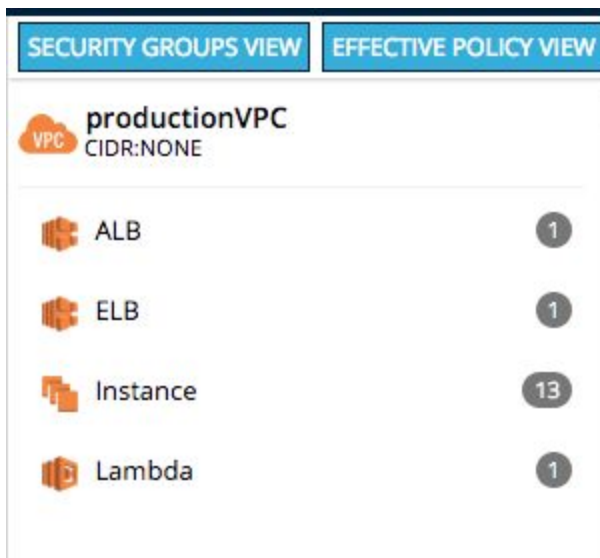 SECURITY GROUPS VIEW EFFECTIVE POLICY VIEW
VPC productionVPC
CIDR:NONE
ALB 1
ELB 1
Instance 13
Lambda 1